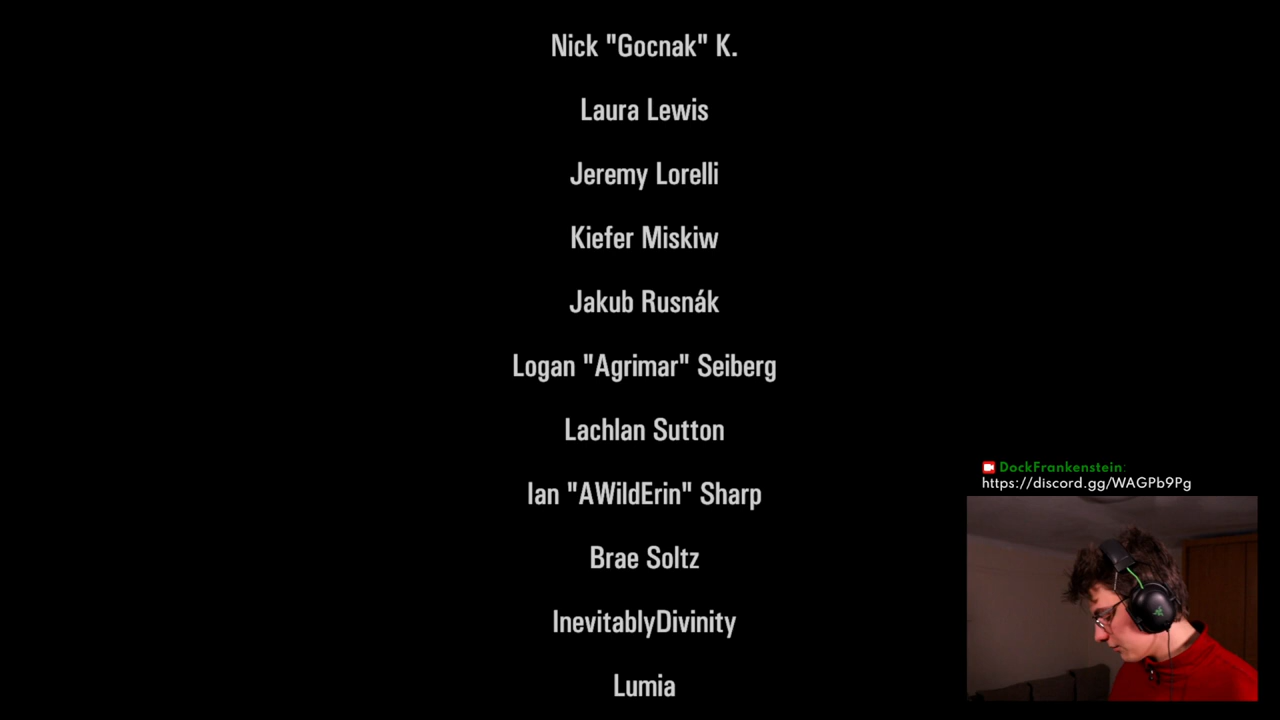 Nick "Gocnak" K.
Laura Lewis
Jeremy Lorelli
Kiefer Miskiw
Jakub Rusnák
Logan "Agrimar" Seiberg
Lachlan Sutton
Ian "AWildErin" Sharp
Brae Soltz
InevitablyDivinity
Lumia
DockFrankenstein:
https://discord.gg/WAGPb9Pg